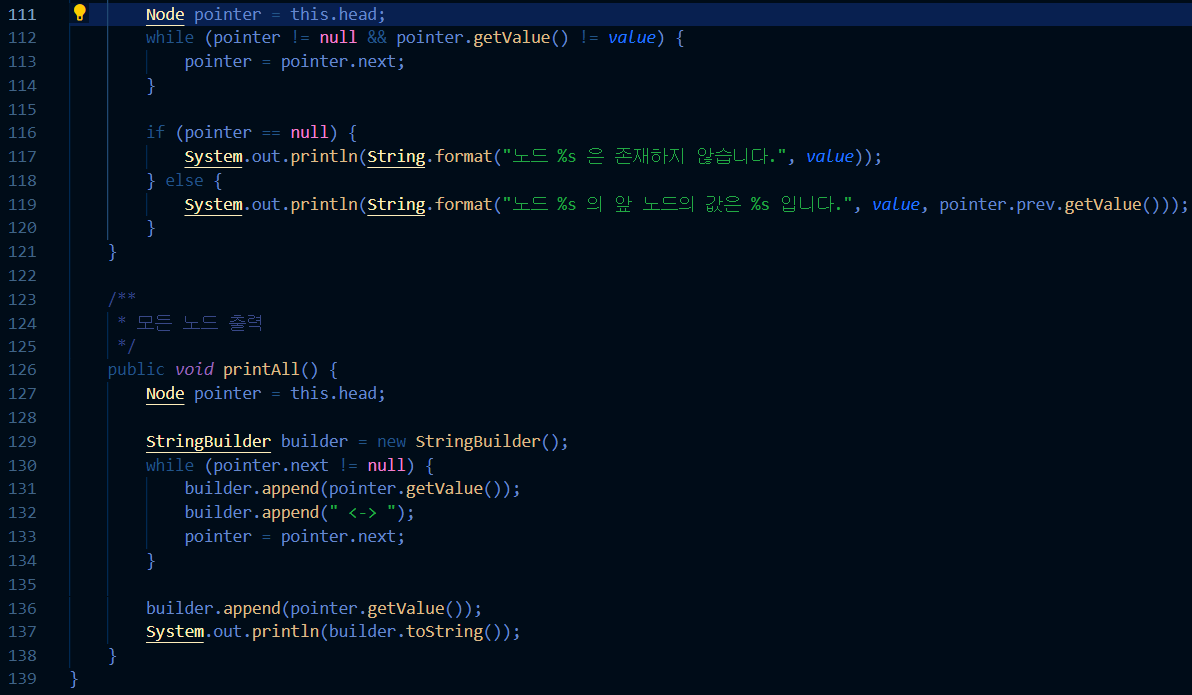 111 Node pointer = this.head;
112 while (pointer != null && pointer.getValue() != value) {
113 pointer = pointer.next;
114 }
115
116 if (pointer == null) {
117 System.out.println(String.format("노드 %s 은 존재하지 않습니다.", value));
118 } else {
119 System.out.println(String.format("노드 %s 의 앞 노드의 값은 %s 입니다.", value, pointer.prev.getValue()));
120 }
121 }
122
123 /**
124 * 모든 노드 출력
125 */
126 public void printAll() {
127 Node pointer = this.head;
128
129 StringBuilder builder = new StringBuilder();
130 while (pointer.next != null) {
131 builder.append(pointer.getValue());
132 builder.append(" <-> ");
133 pointer = pointer.next;
134 }
135
136 builder.append(pointer.getValue());
137 System.out.println(builder.toString());
138 }
139 }